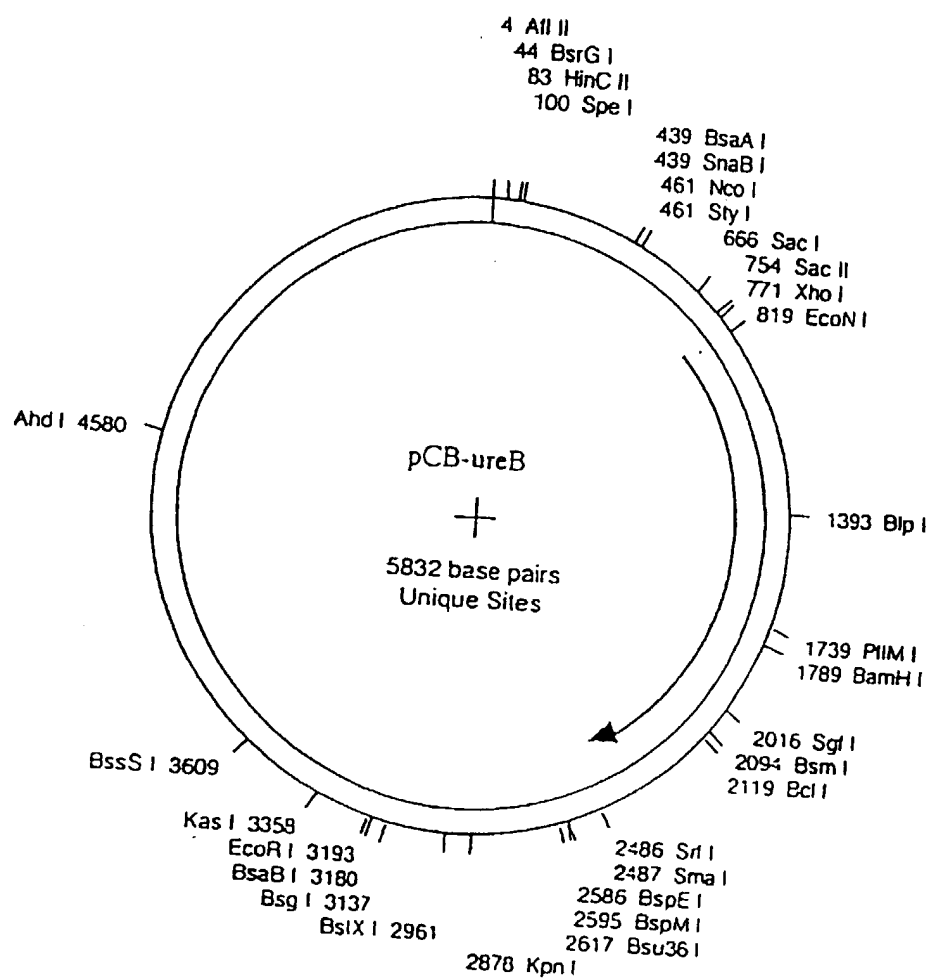 4 Afl II
44 BsrG I
83 HinC II
100 Spe I
439 BsaA I
439 SnaB I
461 Nco I
461 Sty I
666 Sac I
754 Sac II
771 Xho I
819 EcoN I
Ahd I 4580
pCB-ureB
5832 base pairs
Unique Sites
1393 Blp I
1739 PflM I
1789 BamH I
2016 Sgf I
2094 Bsm I
2119 Bcl I
BssS I 3609
Kas I 3358
EcoR I 3193
BsaB I 3180
Bsg I 3137
BstX I 2961
2486 Srf I
2487 Sma I
2586 BspE I
2595 BspM I
2617 Bsu36 I
2878 Kpn I